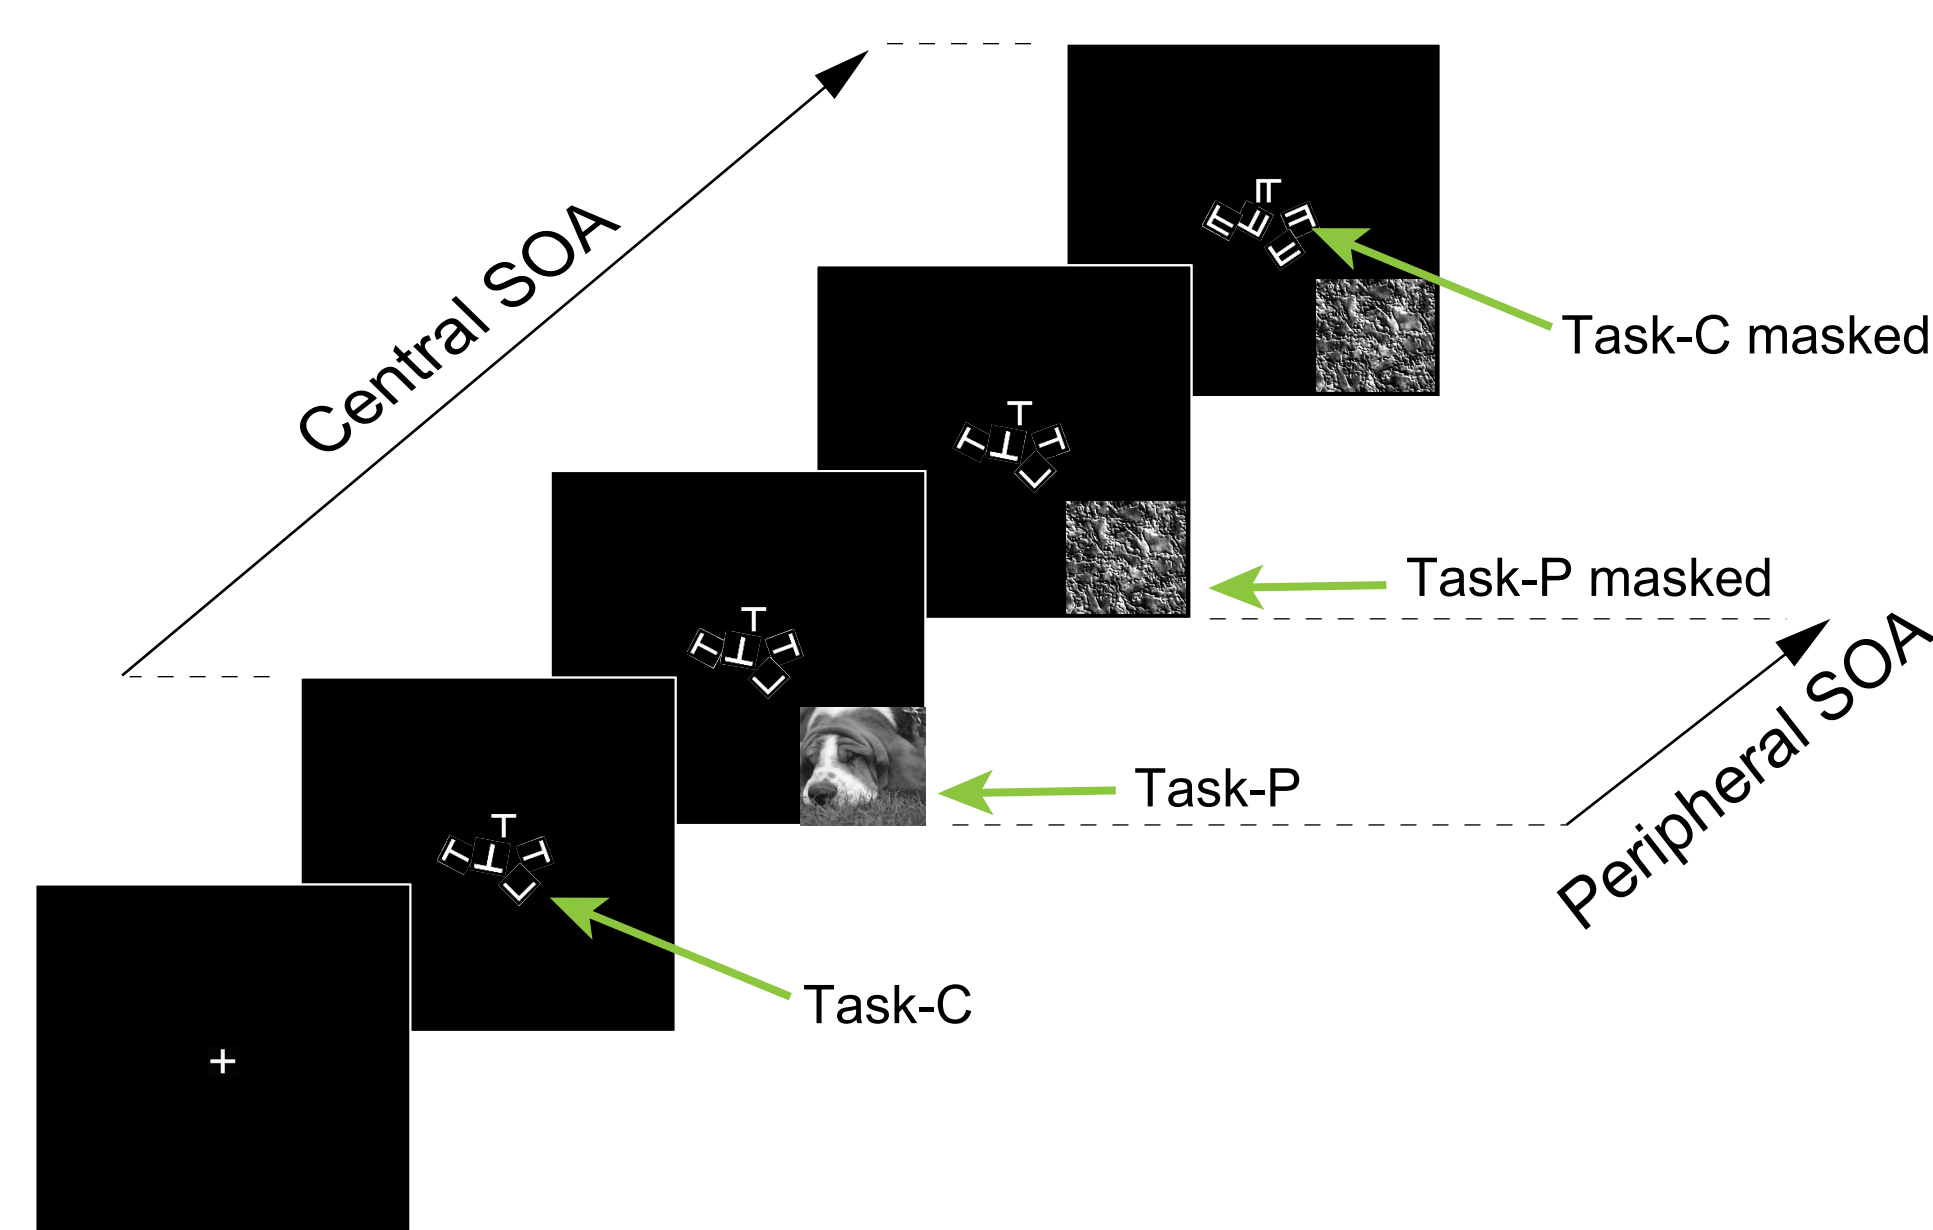 Central SOA
Task-C masked
Task-P masked
Peripheral SOA
Task-P
Task-C
T
T
T
T
L
T
T
T
T
L
T
T
T
T
L
F
F
F
F
F